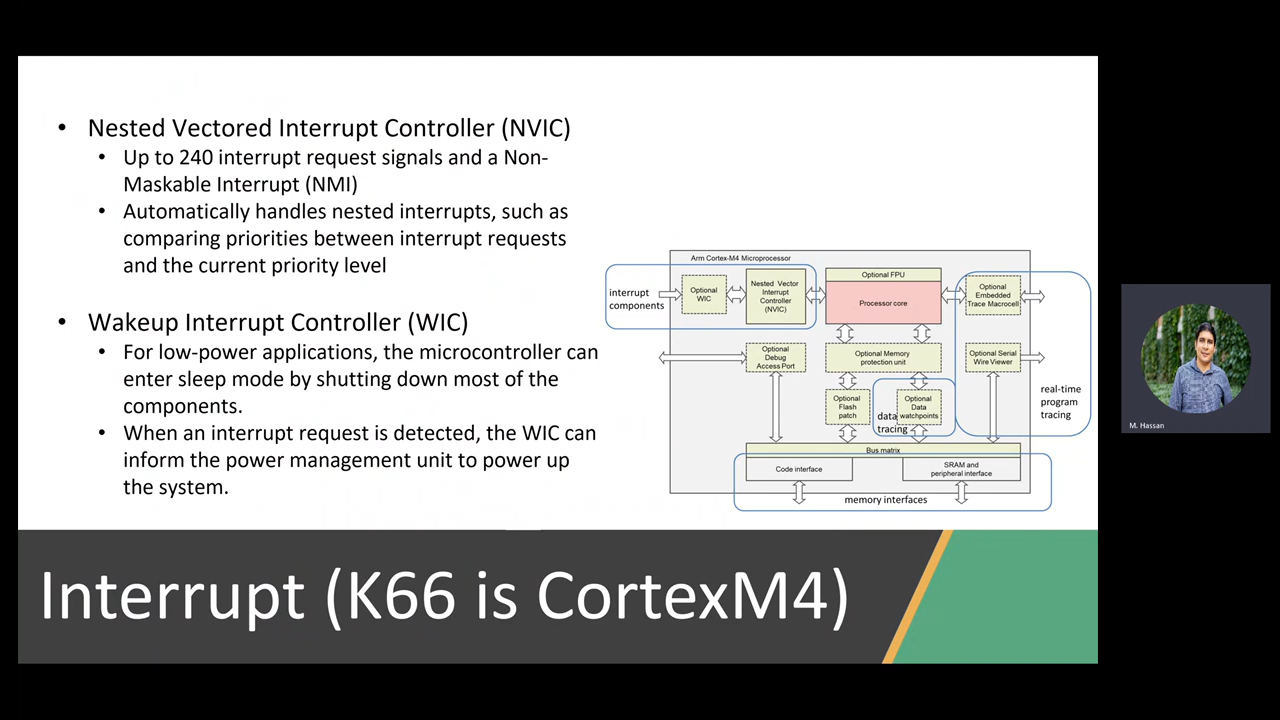 • Nested Vectored Interrupt Controller (NVIC)
• Up to 240 interrupt request signals and a Non-
Maskable Interrupt (NMI)
• Automatically handles nested interrupts, such as
comparing priorities between interrupt requests
and the current priority level
• Wakeup Interrupt Controller (WIC)
• For low-power applications, the microcontroller can
enter sleep mode by shutting down most of the
components.
• When an interrupt request is detected, the WIC can
inform the power management unit to power up
the system.
Arm Cortex-M4 Microprocessor
interrupt
components
Optional
WIC
Nested Vector
Interrupt
Controller
(NVIC)
Optional FPU
Processor core
Optional
Embedded
Trace Macrocell
Optional
Debug
Access Port
Optional Memory
protection unit
Optional Serial
Wire Viewer
Optional
Flash
patch
data
tracing
Optional
Data
watchpoints
real-time
program
tracing
Bus matrix
Code interface
SRAM and
peripheral interface
memory interfaces
Interrupt (K66 is CortexM4)
M. Hassan